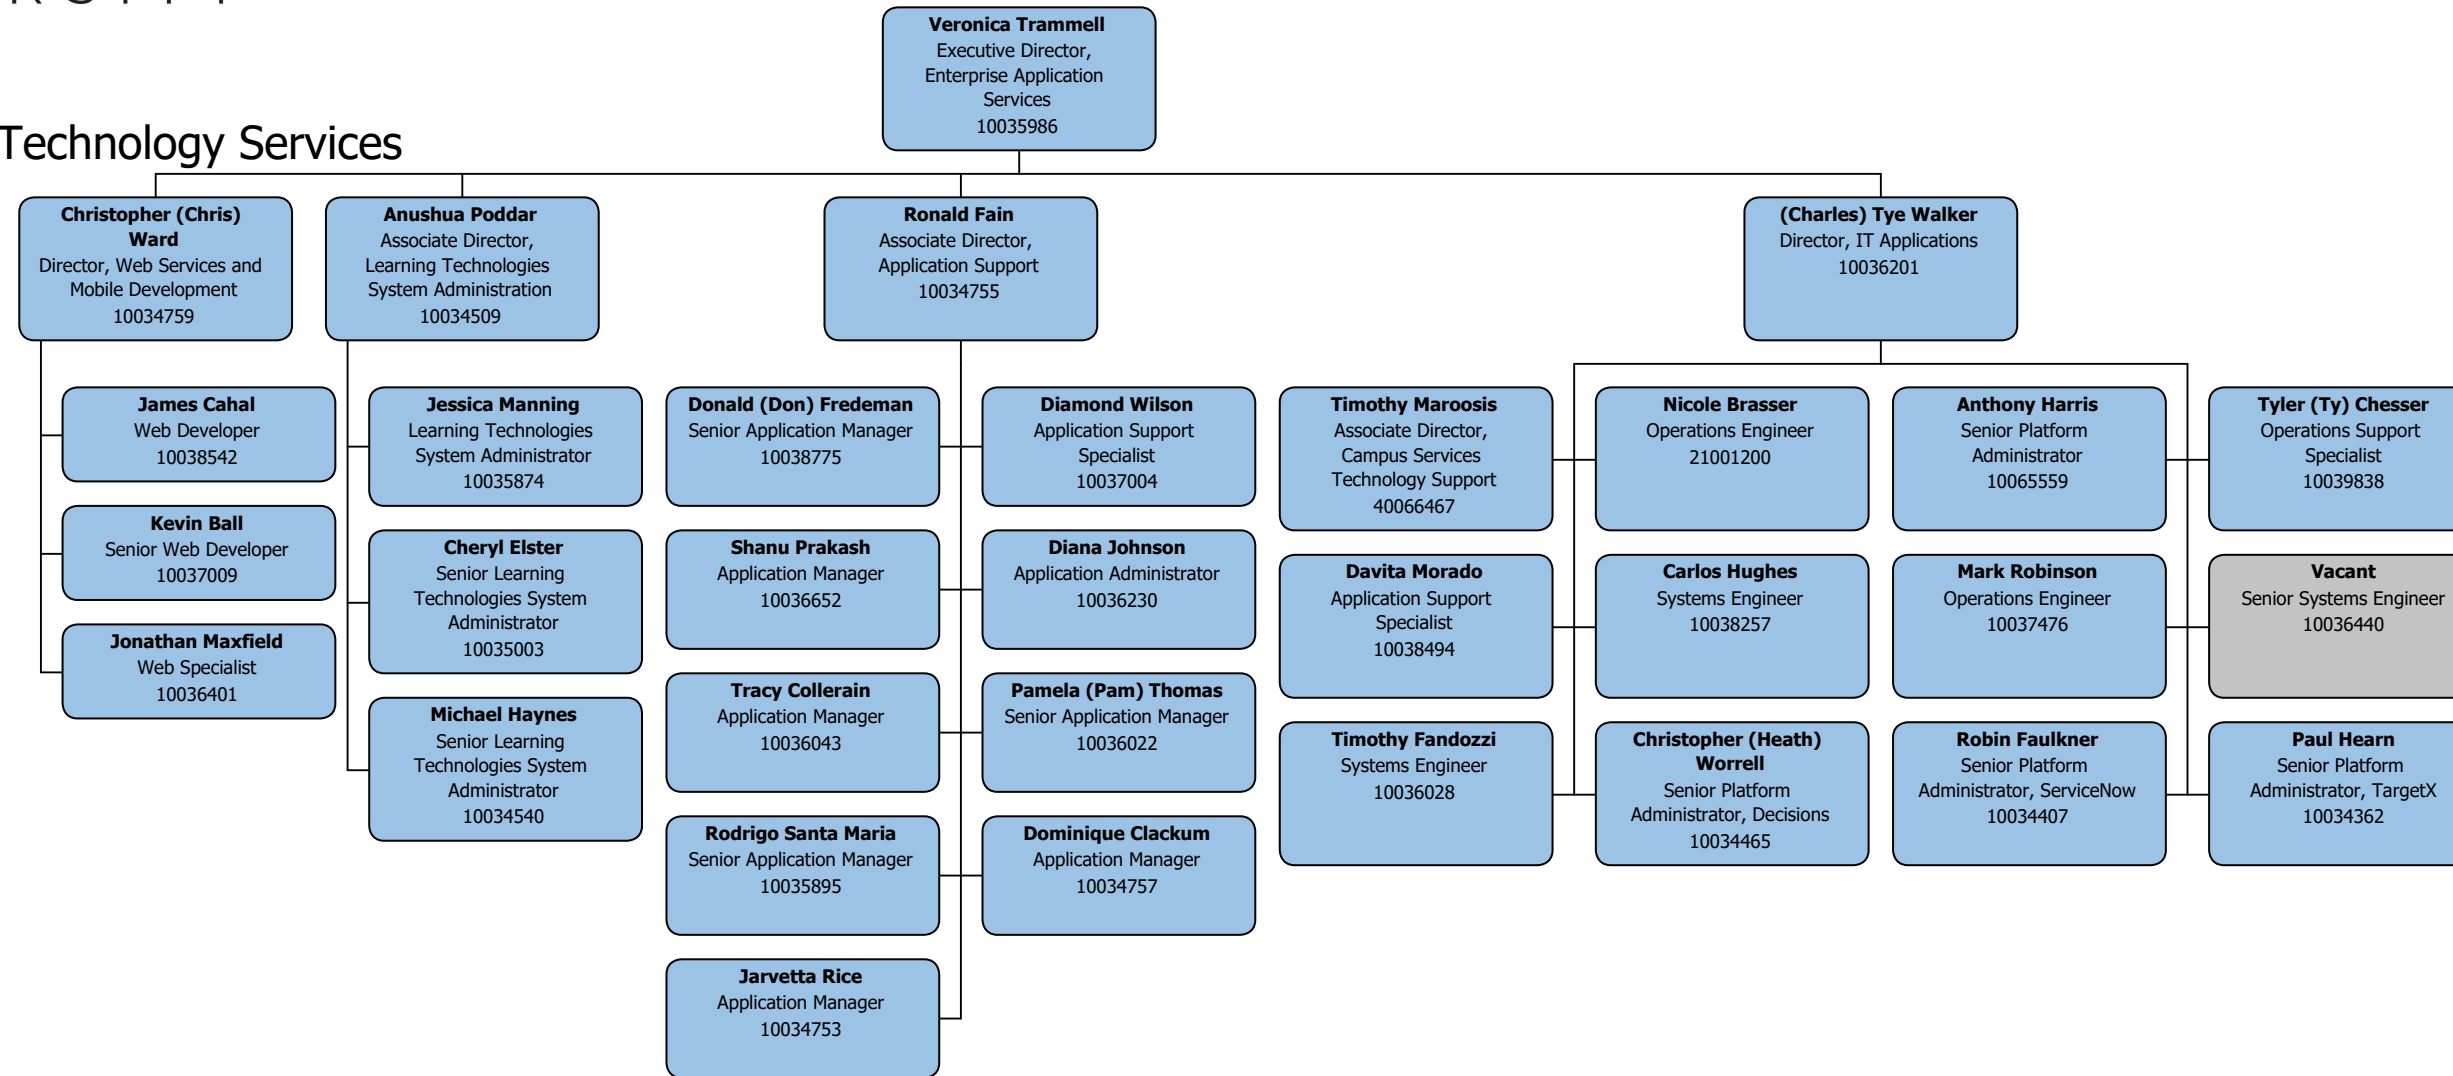 Veronica Trammell
Executive Director,
Enterprise Application
Services
10035986
Technology Services
Christopher (Chris)
Ward
Director, Web Services and
Mobile Development
10034759
Anushua Poddar
Associate Director,
Learning Technologies
System Administration
10034509
Ronald Fain
Associate Director,
Application Support
10034755
(Charles) Tye Walker
Director, IT Applications
10036201
James Cahal
Web Developer
10038542
Kevin Ball
Senior Web Developer
10037009
Jonathan Maxfield
Web Specialist
10036401
Jessica Manning
Learning Technologies
System Administrator
10035874
Cheryl Elster
Senior Learning
Technologies System
Administrator
10035003
Michael Haynes
Senior Learning
Technologies System
Administrator
10034540
Donald (Don) Fredeman
Senior Application Manager
10038775
Diamond Wilson
Application Support
Specialist
10037004
Shanu Prakash
Application Manager
10036652
Diana Johnson
Application Administrator
10036230
Tracy Collerain
Application Manager
10036043
Pamela (Pam) Thomas
Senior Application Manager
10036022
Rodrigo Santa Maria
Senior Application Manager
10035895
Dominique Clackum
Application Manager
10034757
Jarvetta Rice
Application Manager
10034753
Timothy Maroosis
Associate Director,
Campus Services
Technology Support
40066467
Nicole Brasser
Operations Engineer
21001200
Anthony Harris
Senior Platform
Administrator
10065559
Tyler (Ty) Chesser
Operations Support
Specialist
10039838
Davita Morado
Application Support
Specialist
10038494
Carlos Hughes
Systems Engineer
10038257
Mark Robinson
Operations Engineer
10037476
Vacant
Senior Systems Engineer
10036440
Timothy Fandozzi
Systems Engineer
10036028
Christopher (Heath)
Worrell
Senior Platform
Administrator, Decisions
10034465
Robin Faulkner
Senior Platform
Administrator, ServiceNow
10034407
Paul Hearn
Senior Platform
Administrator, TargetX
10034362